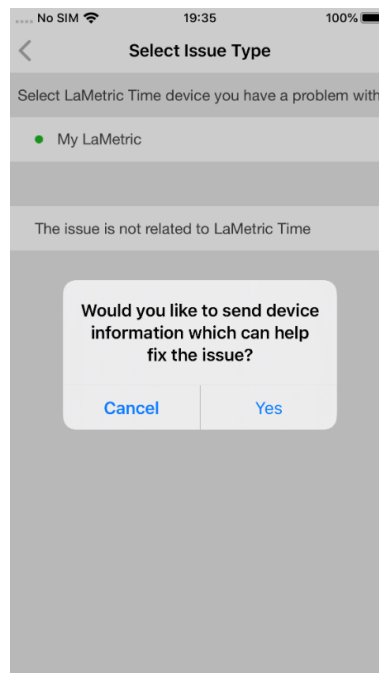 No SIM 19:35 100%
Select Issue Type
Select LaMetric Time device you have a problem with
My LaMetric
The issue is not related to LaMetric Time
Would you like to send device
information which can help
fix the issue?
Cancel Yes